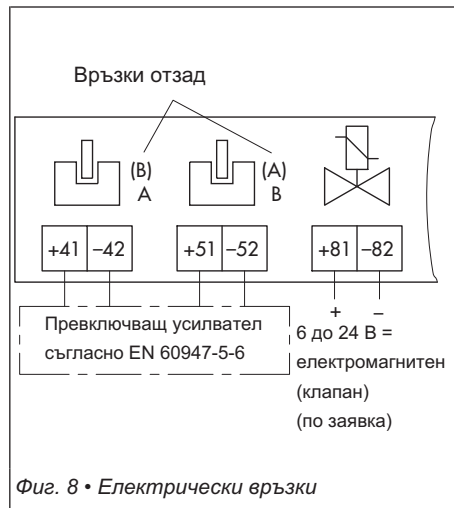 Връзки отзад
(B) (A)
A B
+41 –42 +51 –52 +81 –82
+ –
Превключващ усилвател
съгласно EN 60947-5-6
6 до 24 В =
електромагнитен
(клапан)
(по заявка)
Фиг. 8 • Електрически връзки